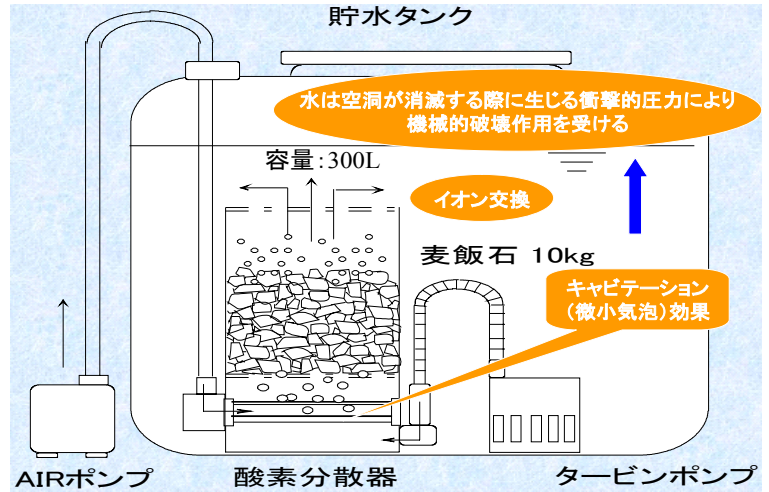 貯水タンク
水は空洞が消滅する際に生じる衝撃的圧力により
機械的破壊作用を受ける
容量:300L
イオン交換
麦飯石 10kg
キャビテーション
(微小気泡)効果
AIRポンプ
酸素分散器
タービンポンプ